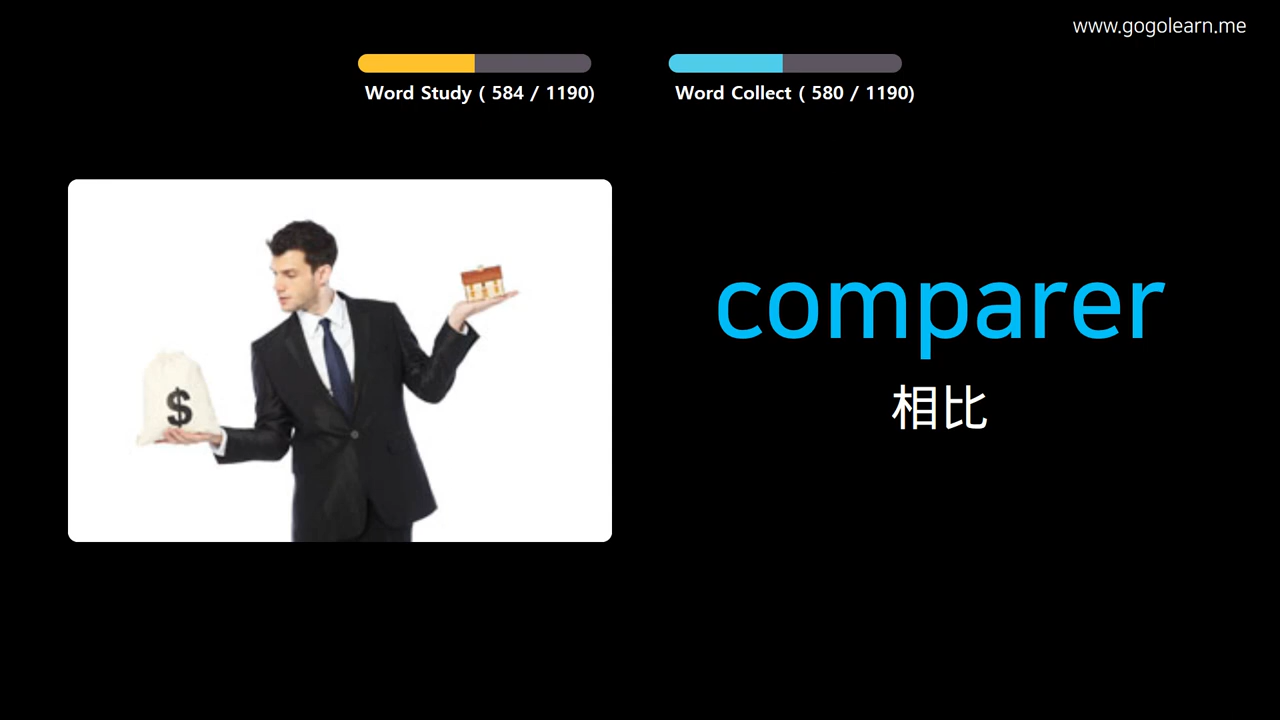 www.gogolearn.me
Word Study ( 584 / 1190)
Word Collect ( 580 / 1190)
$
comparer
相比